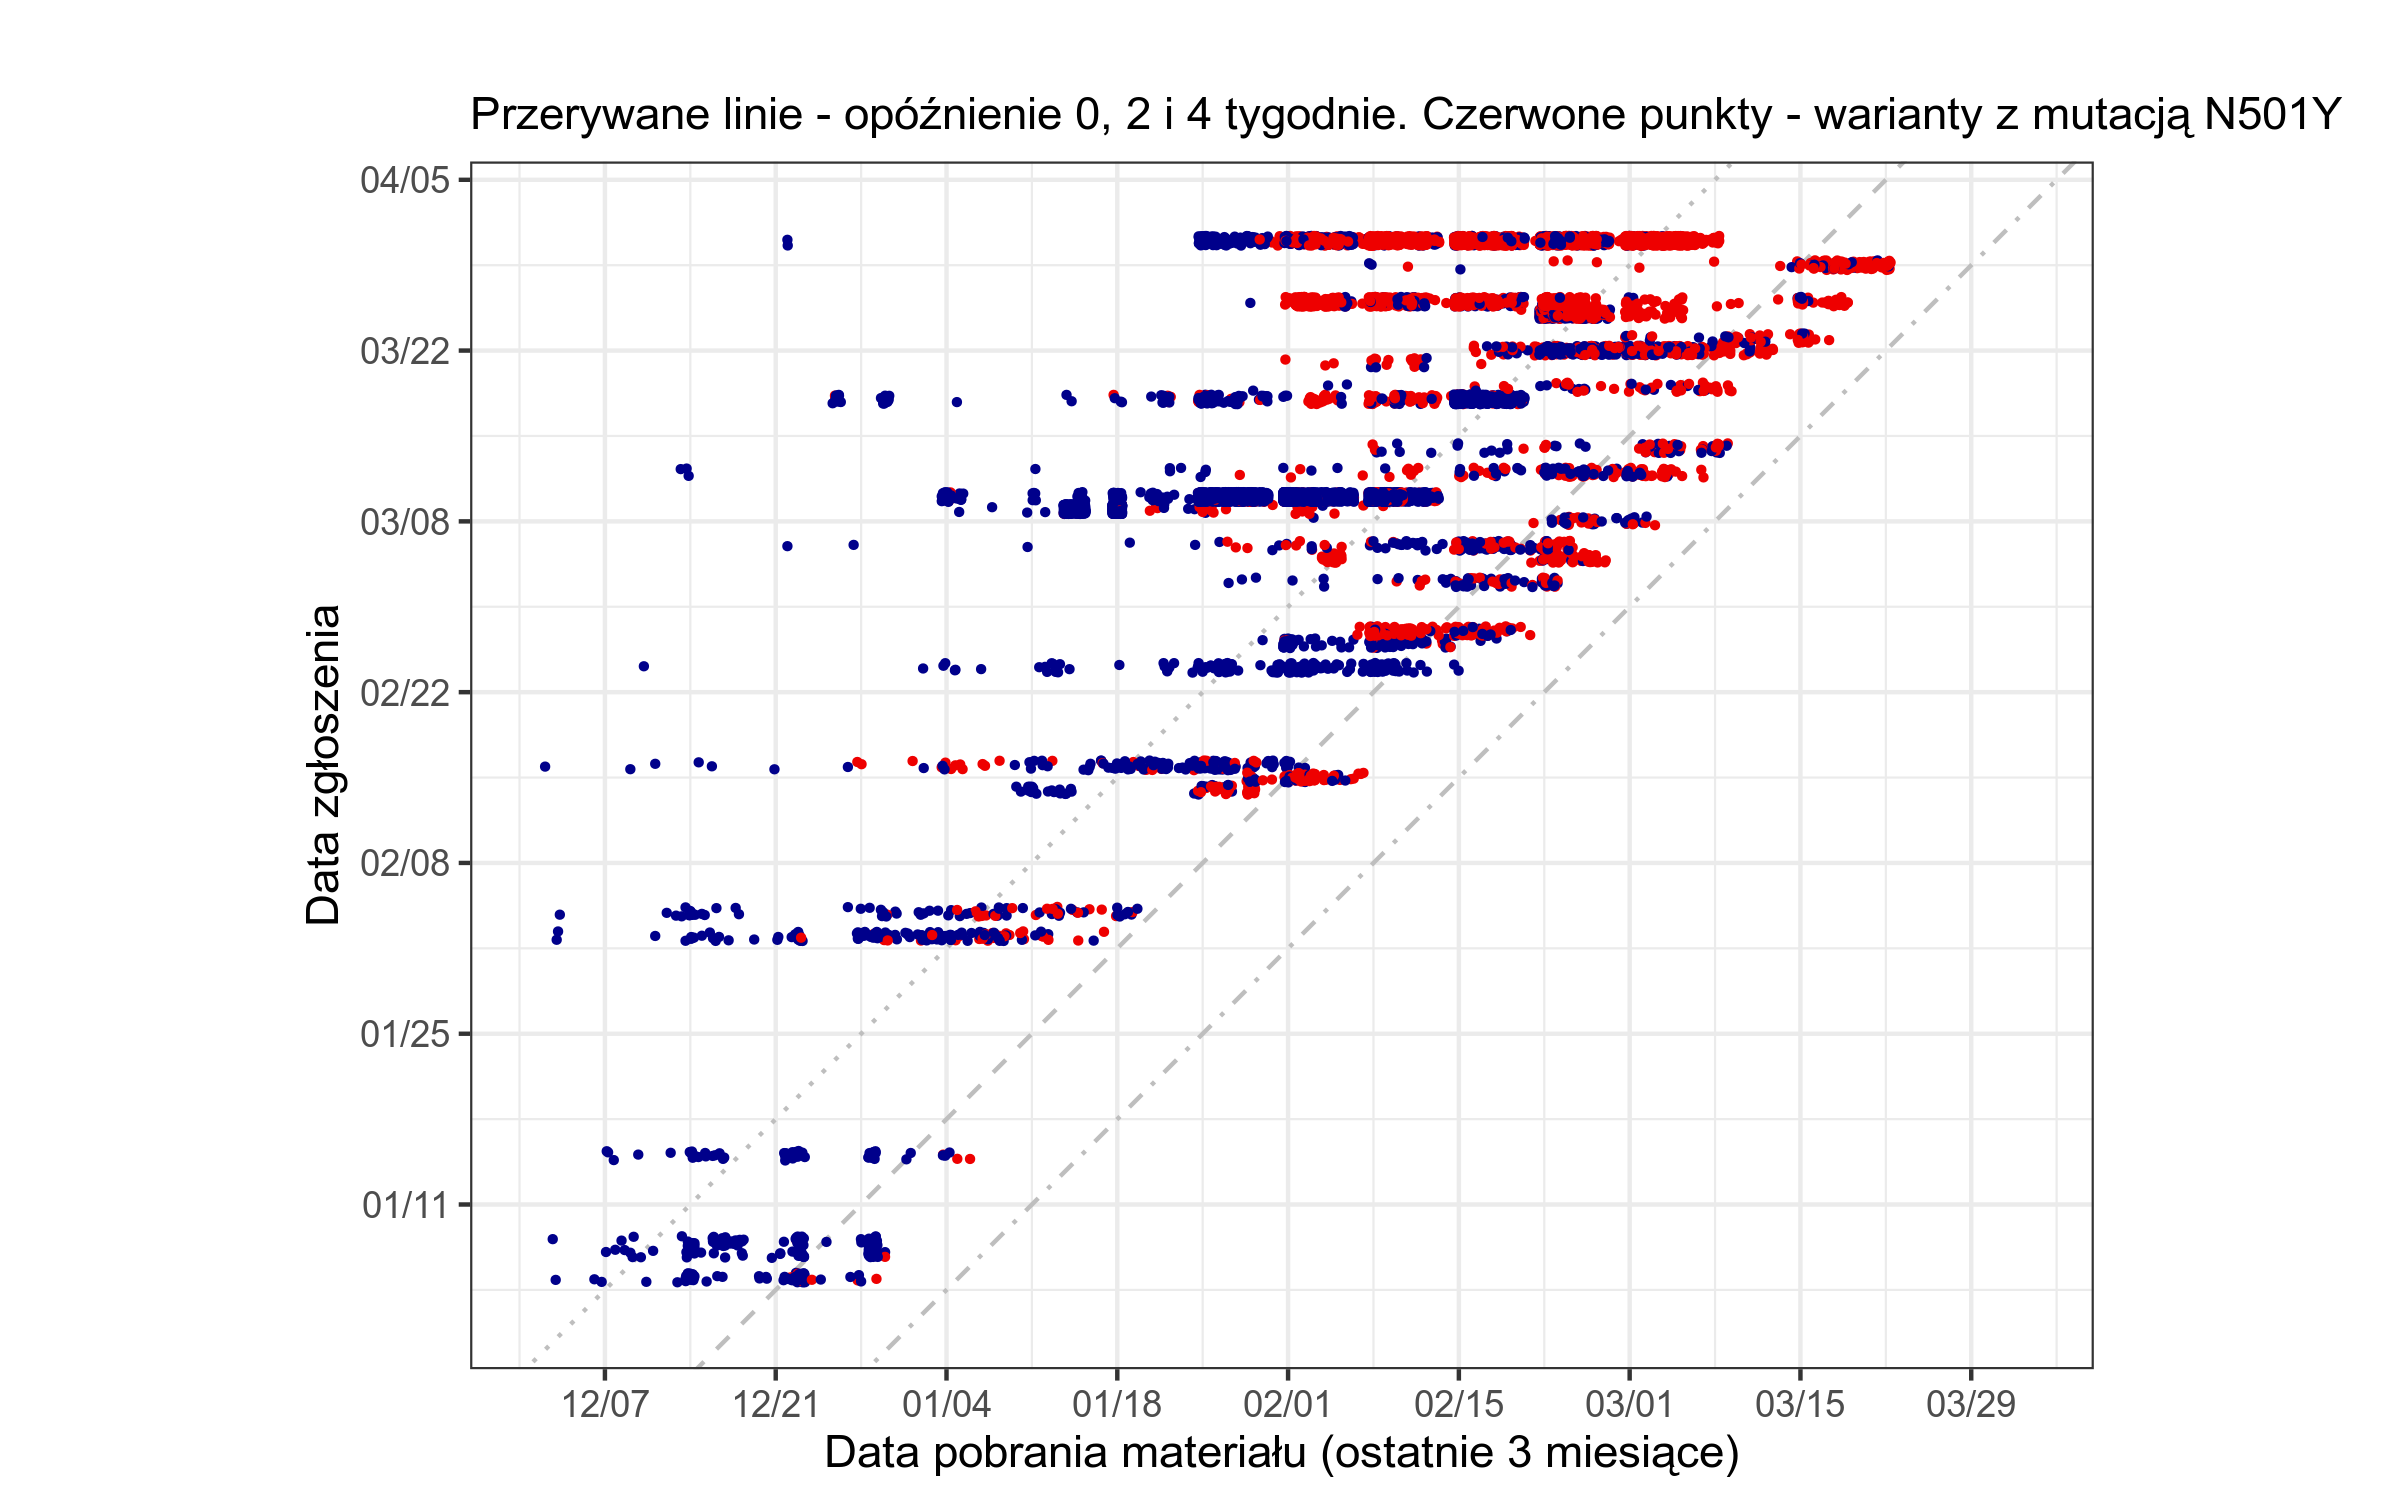 Przerywane linie - opóźnienie 0, 2 i 4 tygodnie. Czerwone punkty - warianty z mutacją N501Y
04/05
03/22
03/08
02/22
02/08
01/25
01/11
Data zgłoszenia
12/07 12/21 01/04 01/18 02/01 02/15 03/01 03/15 03/29
Data pobrania materiału (ostatnie 3 miesiące)